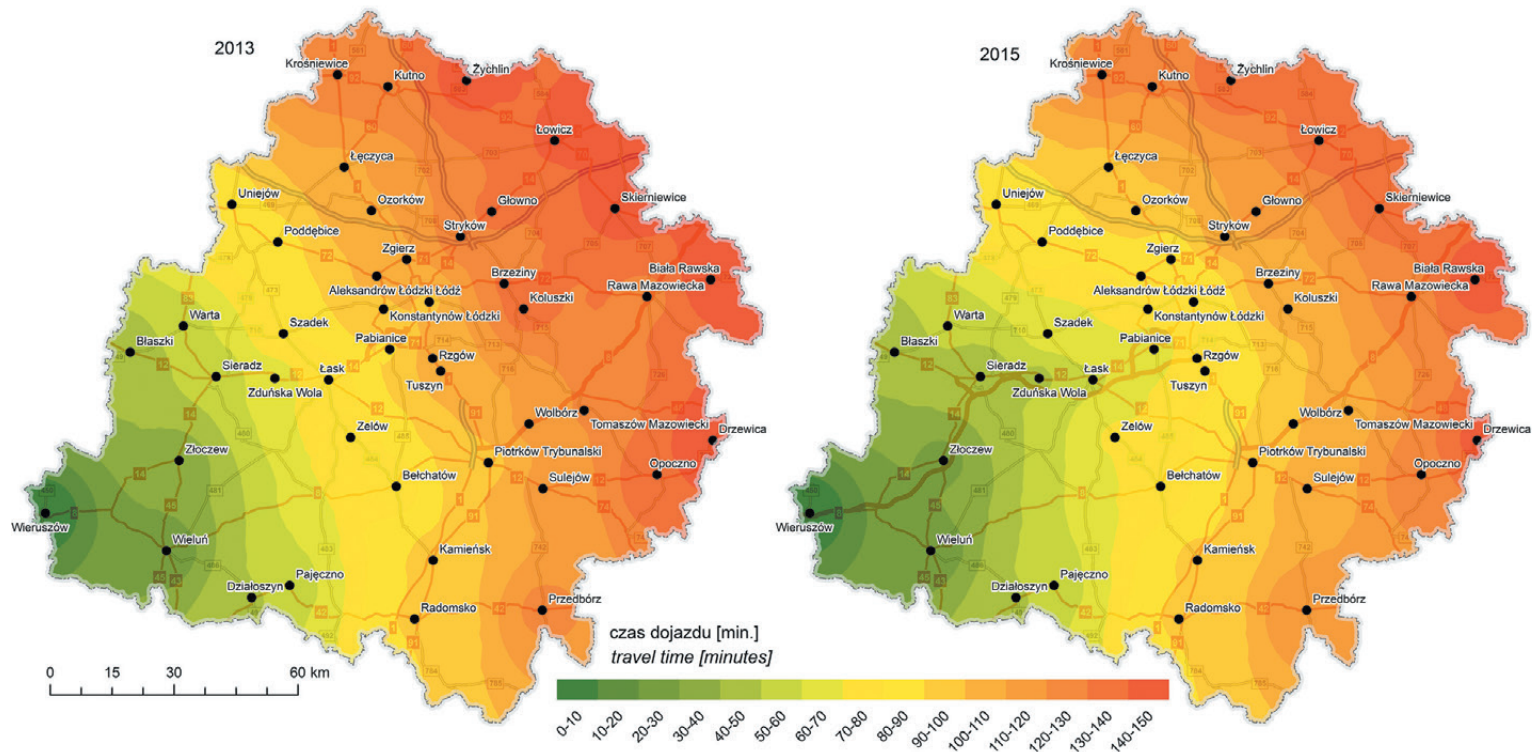 2013
Krośniewice
Kutno
Żychlin
Łowicz
Łęczyca
Uniejów
Ozorków
Głowno
Skierniewice
Stryków
Poddębice
Zgierz
Brzeziny
Biała Rawska
Rawa Mazowiecka
Aleksandrów Łódzki
Łódź
Koluszki
Konstantynów Łódzki
Warta
Szadek
Błaszki
Pabianice
Rzgów
Sieradz
Łask
Zduńska Wola
Tuszyn
Wolbórz
Tomaszów Mazowiecki
Drzewica
Zelów
Złoczew
Piotrków Trybunalski
Opoczno
Bełchatów
Sulejów
Wieruszów
Wieluń
Kamieńsk
Pajęczno
Działoszyn
Radomsko
Przedbórz
2015
Krośniewice
Kutno
Żychlin
Łowicz
Łęczyca
Uniejów
Ozorków
Głowno
Skierniewice
Stryków
Poddębice
Zgierz
Brzeziny
Biała Rawska
Rawa Mazowiecka
Aleksandrów Łódzki
Łódź
Koluszki
Konstantynów Łódzki
Warta
Szadek
Błaszki
Pabianice
Rzgów
Sieradz
Łask
Zduńska Wola
Tuszyn
Wolbórz
Tomaszów Mazowiecki
Drzewica
Zelów
Złoczew
Piotrków Trybunalski
Opoczno
Bełchatów
Sulejów
Wieruszów
Wieluń
Kamieńsk
Pajęczno
Działoszyn
Radomsko
Przedbórz
czas dojazdu [min.]
travel time [minutes]
0 15 30 60 km
0-10 10-20 20-30 30-40 40-50 50-60 60-70 70-80 80-90 90-100 100-110 110-120 120-130 130-140 140-150